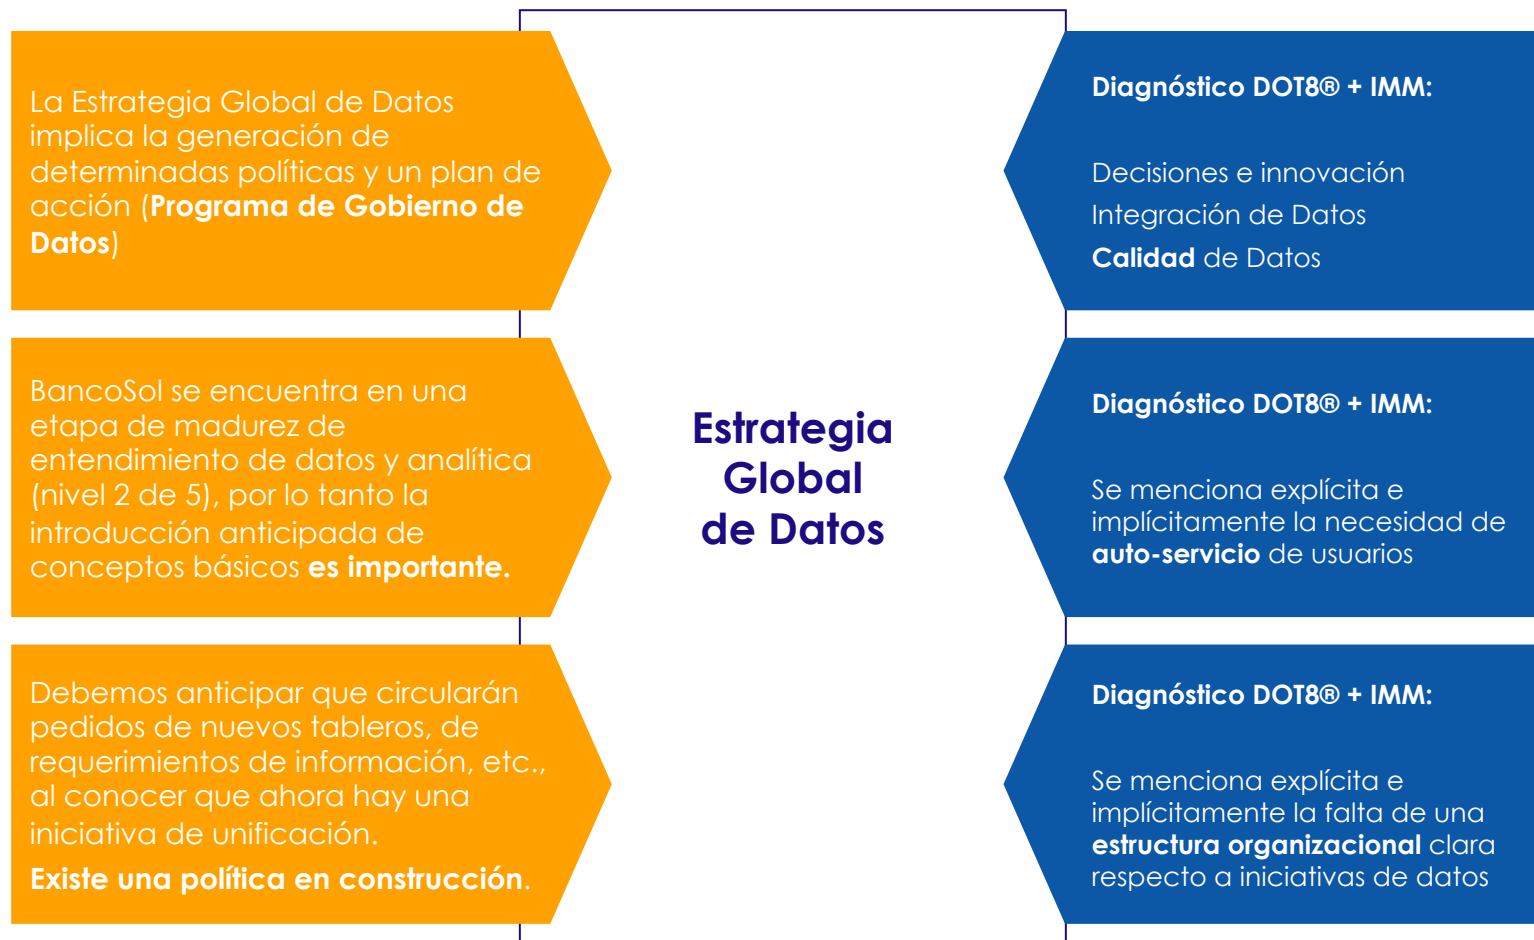 La Estrategia Global de Datos
implica la generación de
determinadas políticas y un plan de
acción (Programa de Gobierno de
Datos)
BancoSol se encuentra en una
etapa de madurez de
entendimiento de datos y analítica
(nivel 2 de 5), por lo tanto la
introducción anticipada de
conceptos básicos es importante.
Debemos anticipar que circularán
pedidos de nuevos tableros, de
requerimientos de información, etc.,
al conocer que ahora hay una
iniciativa de unificación.
Existe una política en construcción.
Estrategia
Global
de Datos
Diagnóstico DOT8® + IMM:
Decisiones e innovación
Integración de Datos
Calidad de Datos
Diagnóstico DOT8® + IMM:
Se menciona explícita e
implícitamente la necesidad de
auto-servicio de usuarios
Diagnóstico DOT8® + IMM:
Se menciona explícita e
implícitamente la falta de una
estructura organizacional clara
respecto a iniciativas de datos